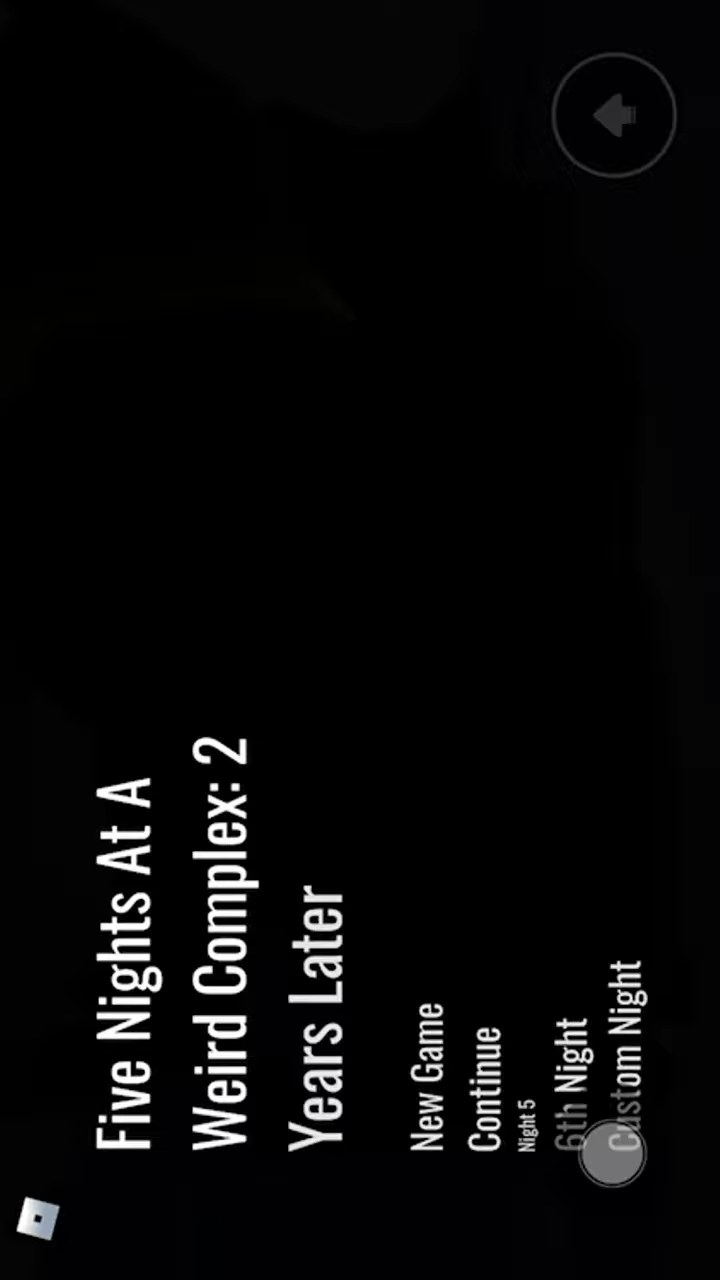 Five Nights At A
Weird Complex: 2
Years Later
New Game
Continue
Night 5
6th Night
Custom Night